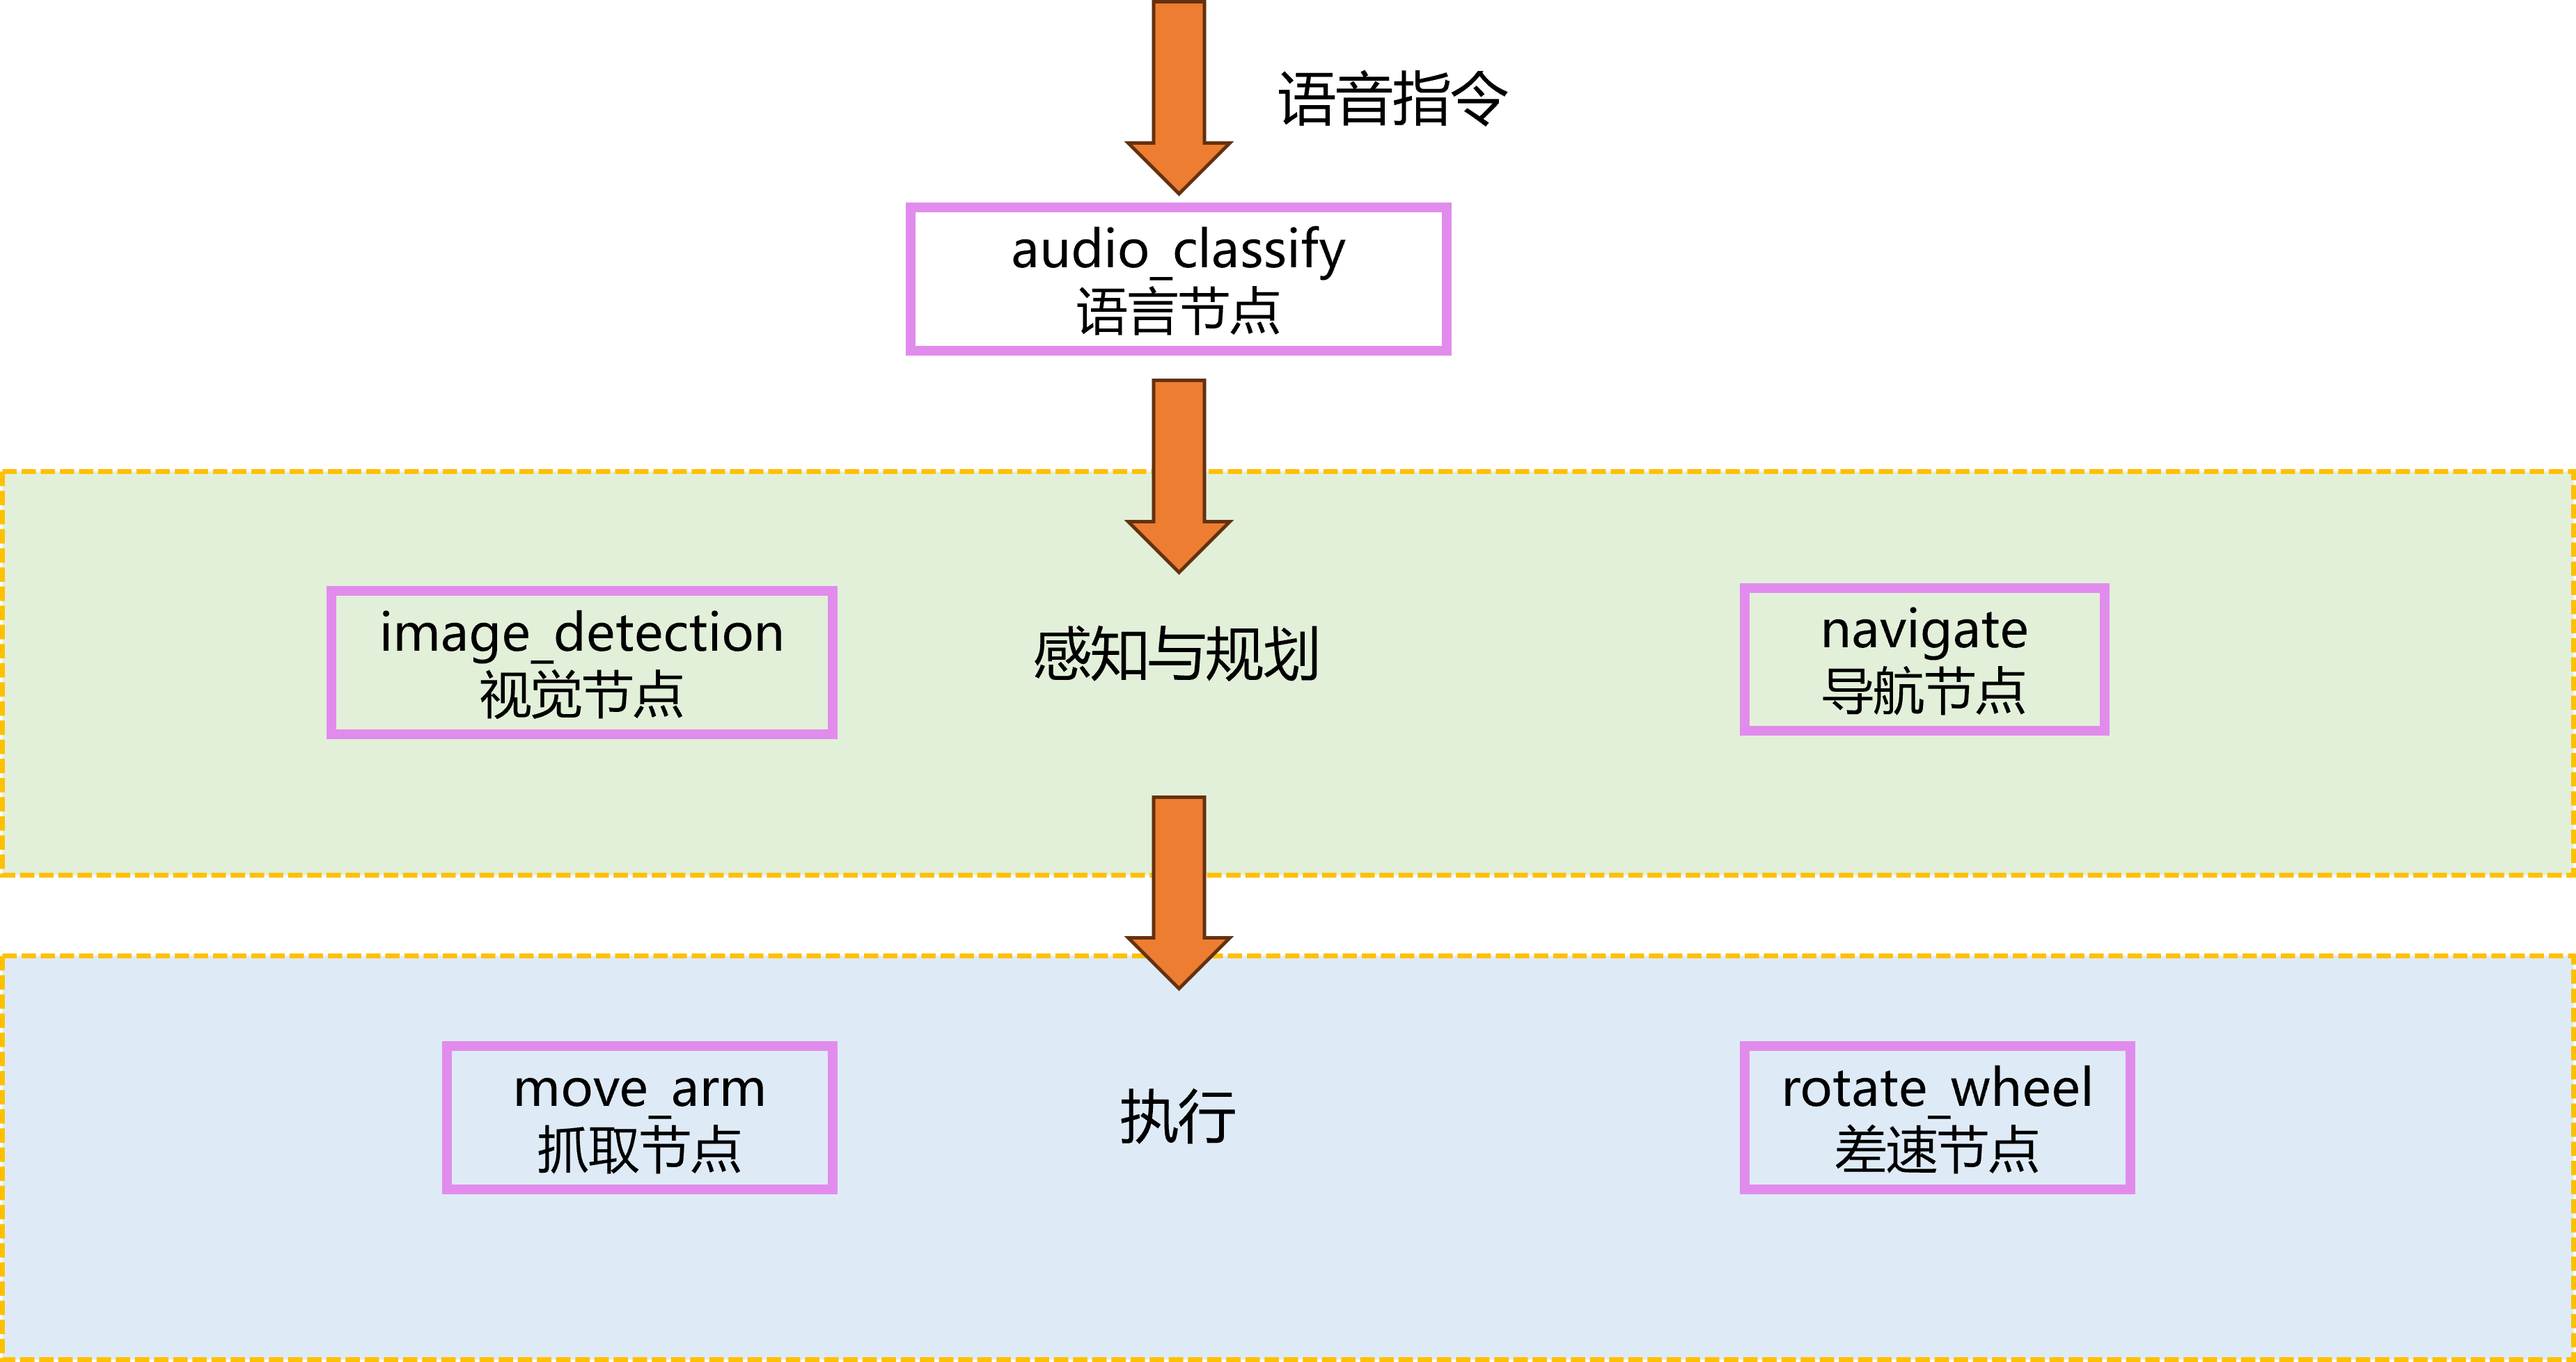 语音指令
audio_classify
语言节点
image_detection
视觉节点
感知与规划
navigate
导航节点
move_arm
抓取节点
执行
rotate_wheel
差速节点